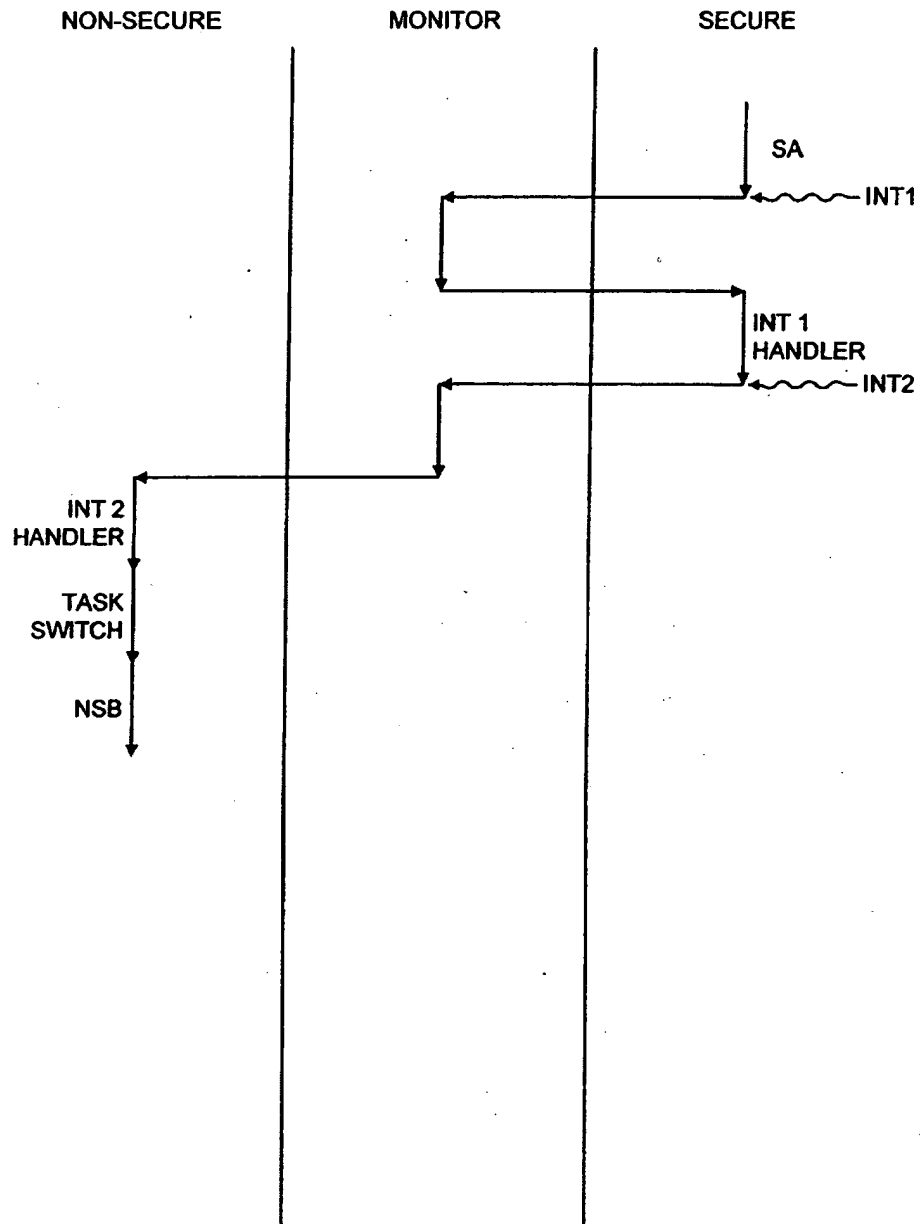 NON-SECURE
MONITOR
SECURE
SA
INT1
INT 1
HANDLER
INT2
INT 2
HANDLER
TASK
SWITCH
NSB